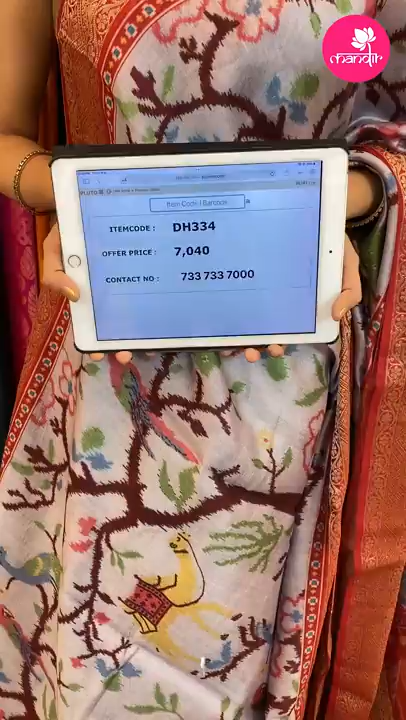 mandir
Item Code / Barcode
ITEMCODE : DH334
OFFER PRICE : 7,040
CONTACT NO : 733 733 7000